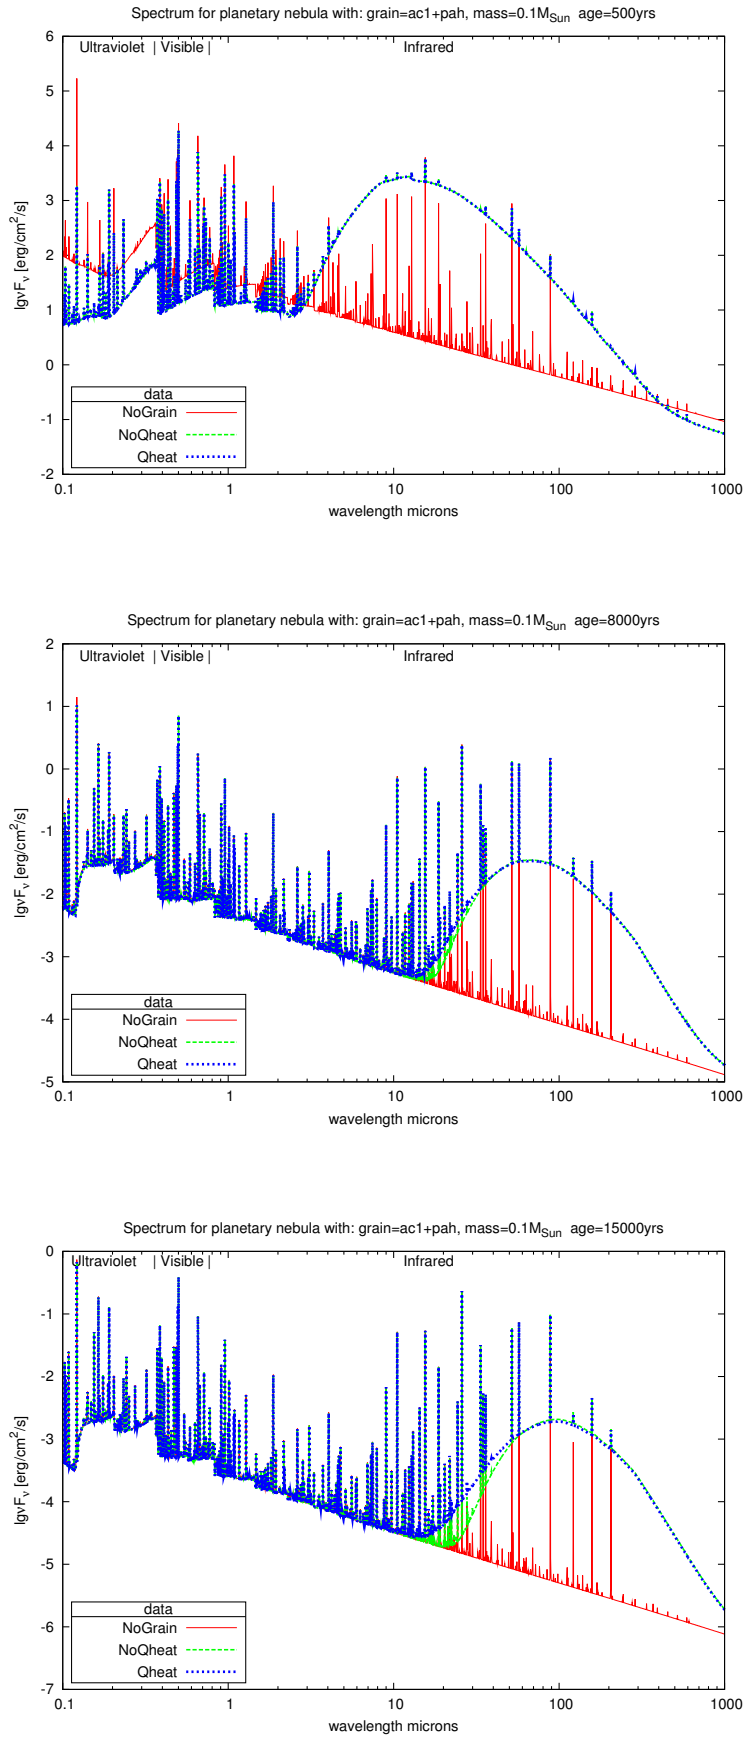 Spectrum for planetary nebula with: grain=ac1+pah, mass=0.1M_Sun age=500yrs
Ultraviolet | Visible | Infrared
6
5
4
3
2
1
0
-1
-2
lgνF_ν [erg/cm^2/s]
data
NoGrain
NoQheat
Qheat
0.1 1 10 100 1000
wavelength microns
Spectrum for planetary nebula with: grain=ac1+pah, mass=0.1M_Sun age=8000yrs
Ultraviolet | Visible | Infrared
2
1
0
-1
-2
-3
-4
-5
lgνF_ν [erg/cm^2/s]
data
NoGrain
NoQheat
Qheat
0.1 1 10 100 1000
wavelength microns
Spectrum for planetary nebula with: grain=ac1+pah, mass=0.1M_Sun age=15000yrs
Ultraviolet | Visible | Infrared
0
-1
-2
-3
-4
-5
-6
-7
lgνF_ν [erg/cm^2/s]
data
NoGrain
NoQheat
Qheat
0.1 1 10 100 1000
wavelength microns